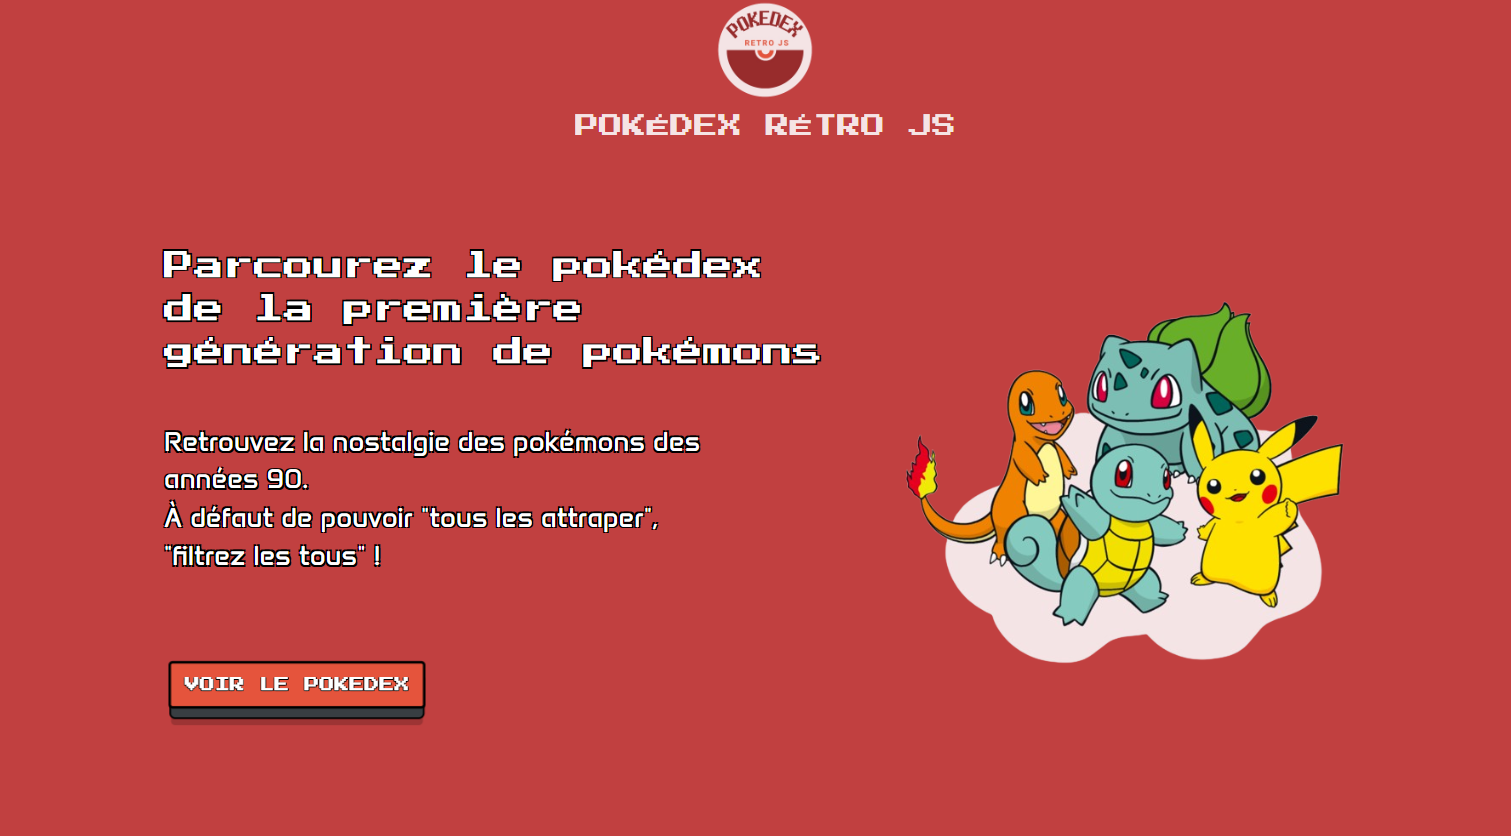 POKEDEX
RETRO JS
POKéDEX RéTRO JS
Parcourez le pokédex
de la première
génération de pokémons
Retrouvez la nostalgie des pokémons des
années 90.
À défaut de pouvoir "tous les attraper",
"filtrez les tous" !
VOIR LE POKEDEX